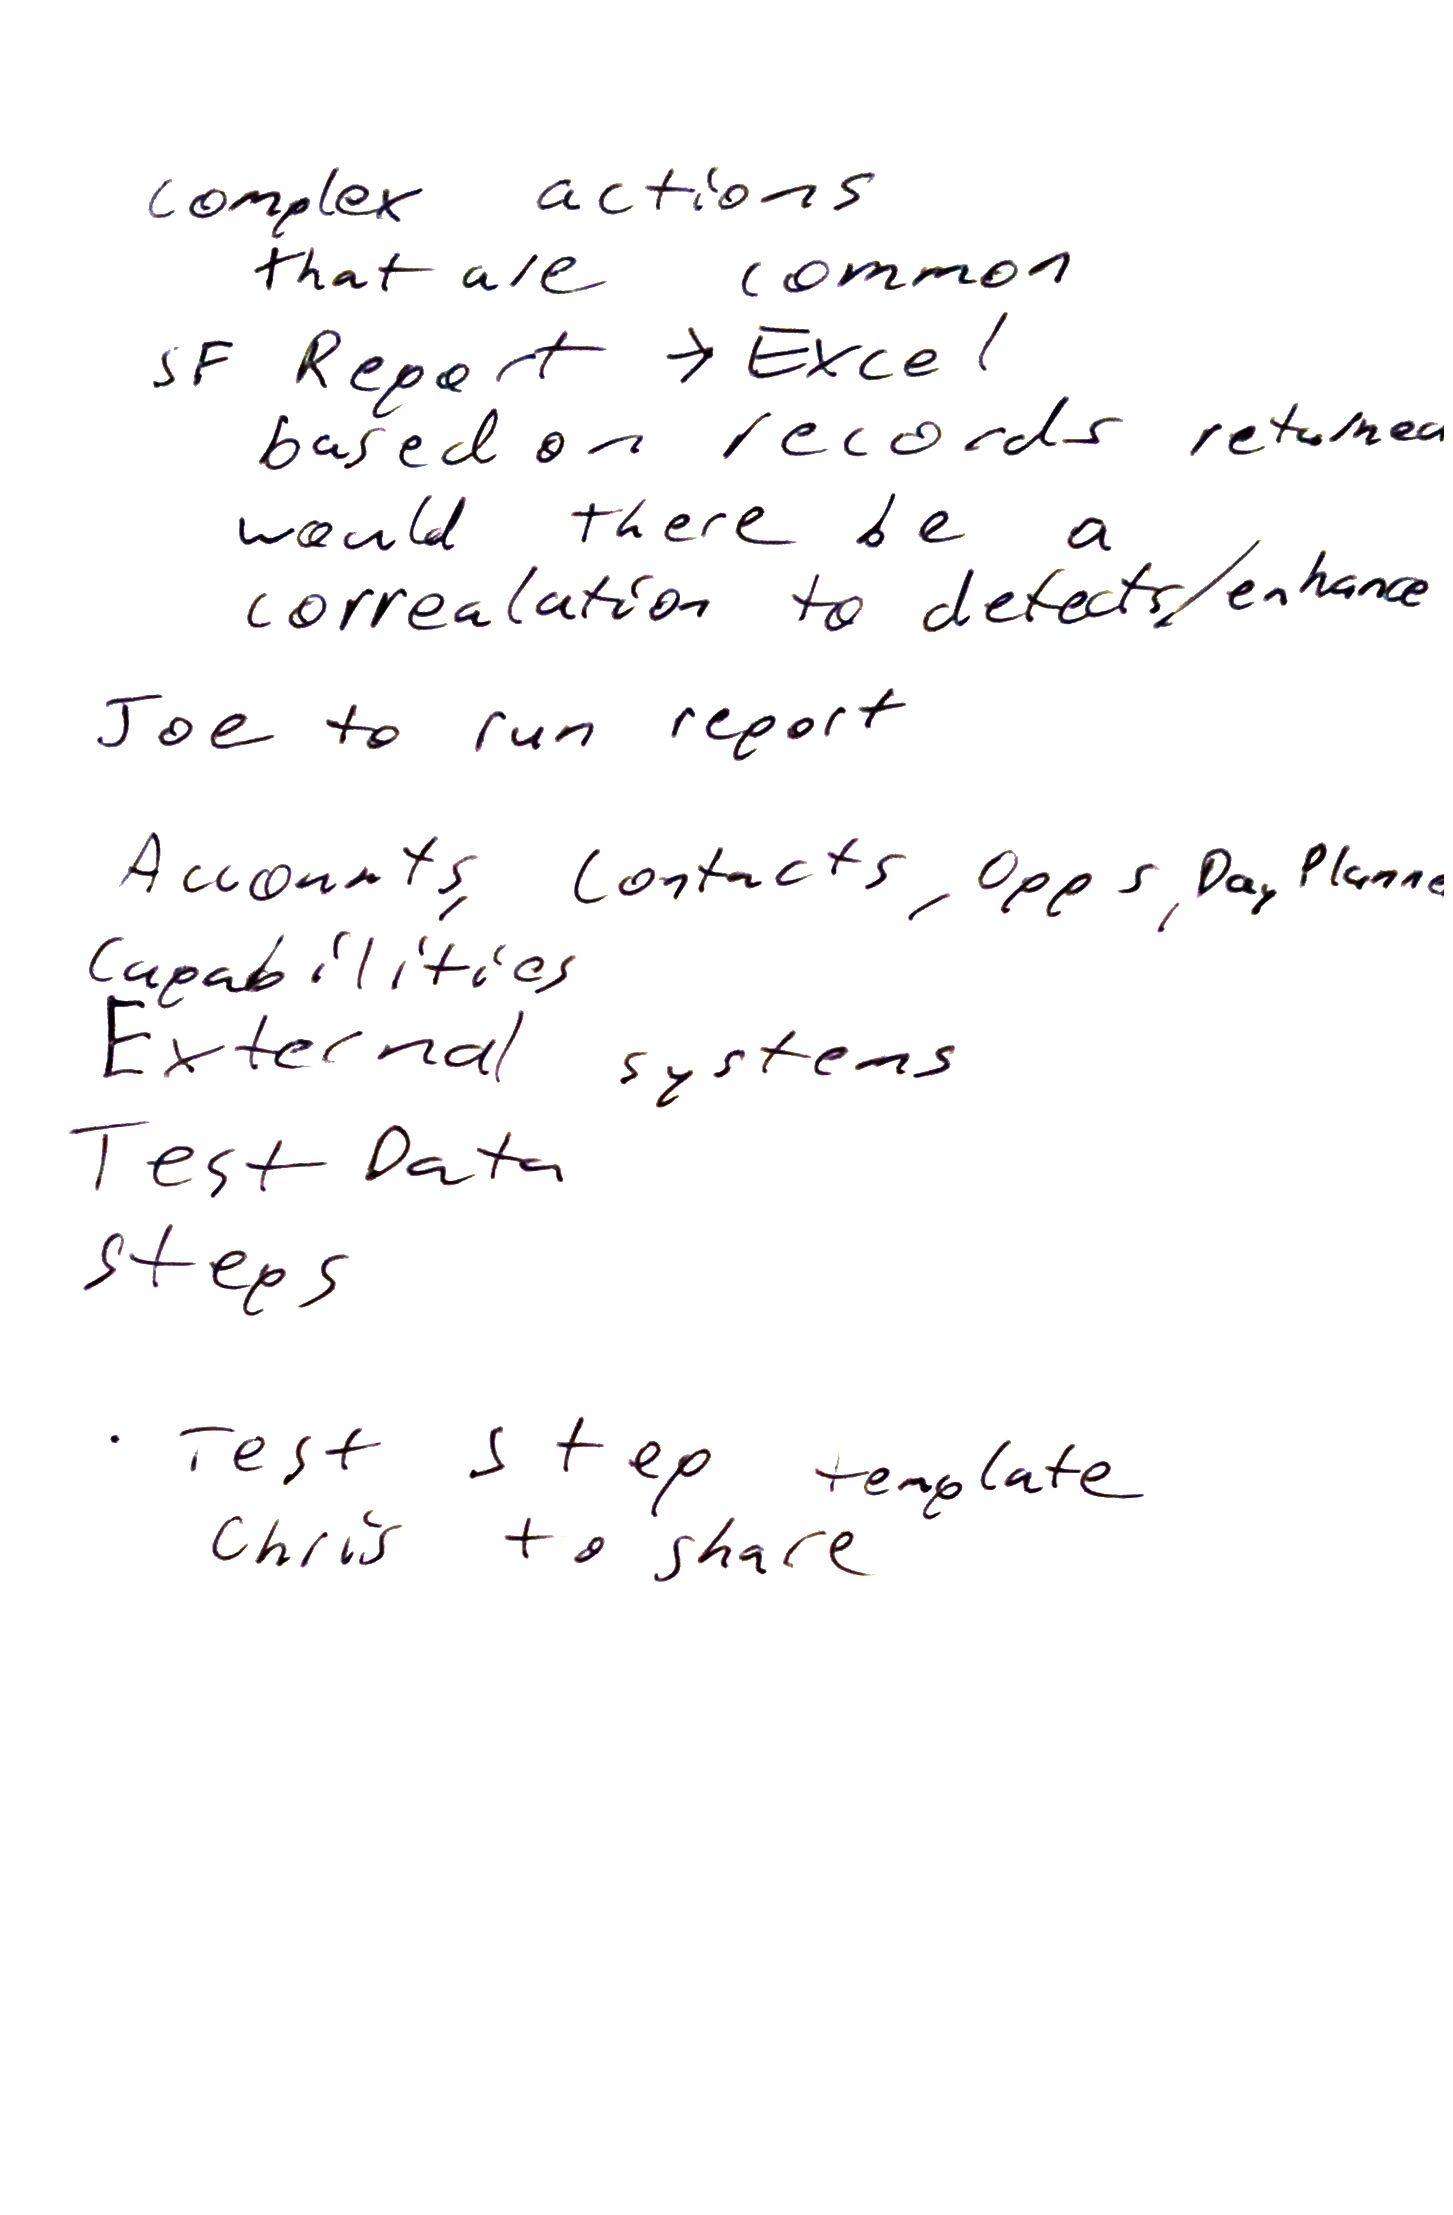 complex actions
that are common
SF Report → Excel
based on records returned
would there be a
correalation to defects/enhance
Joe to run report
Accounts, Contacts, Opps, Day Planne
Capabilities
External systems
Test Data
steps
· Test step template
Chris to share